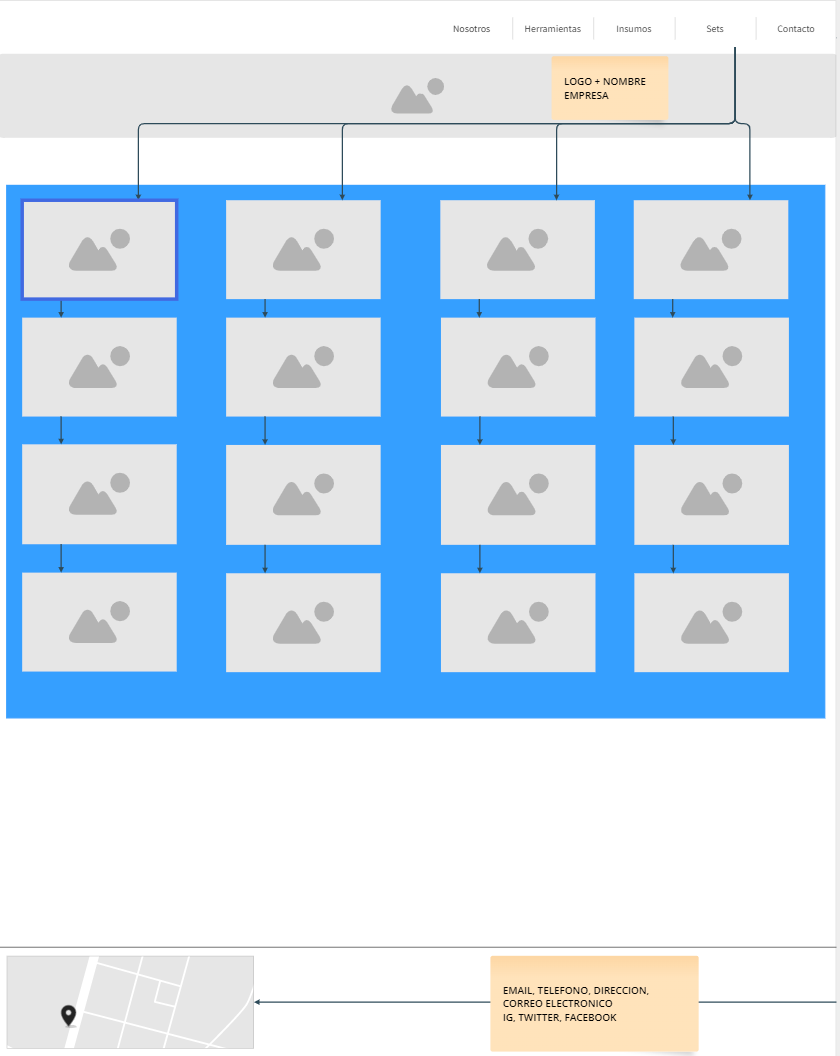 Nosotros
Herramientas
Insumos
Sets
Contacto
LOGO + NOMBRE
EMPRESA
EMAIL, TELEFONO, DIRECCION,
CORREO ELECTRONICO
IG, TWITTER, FACEBOOK